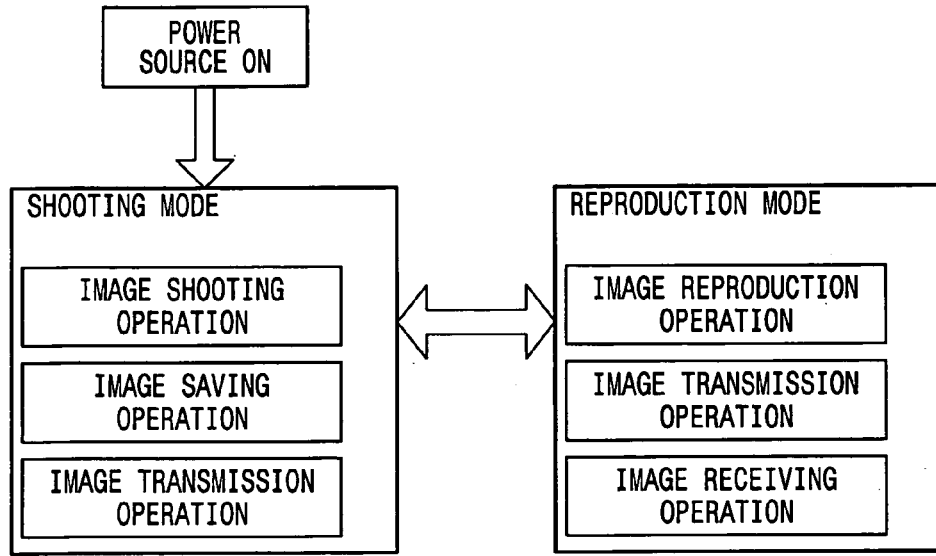 POWER
SOURCE ON
SHOOTING MODE
IMAGE SHOOTING
OPERATION
IMAGE SAVING
OPERATION
IMAGE TRANSMISSION
OPERATION
REPRODUCTION MODE
IMAGE REPRODUCTION
OPERATION
IMAGE TRANSMISSION
OPERATION
IMAGE RECEIVING
OPERATION